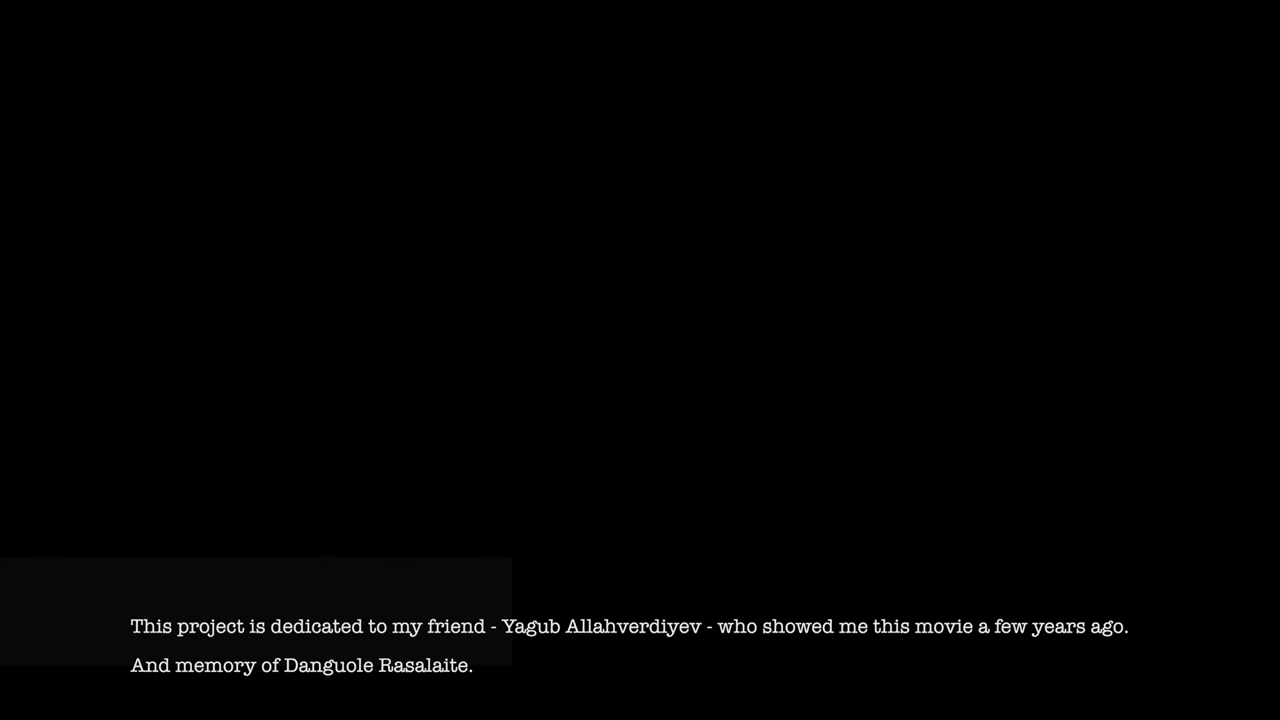 This project is dedicated to my friend - Yagub Allahverdiyev - who showed me this movie a few years ago.
And memory of Danguole Rasalaite.